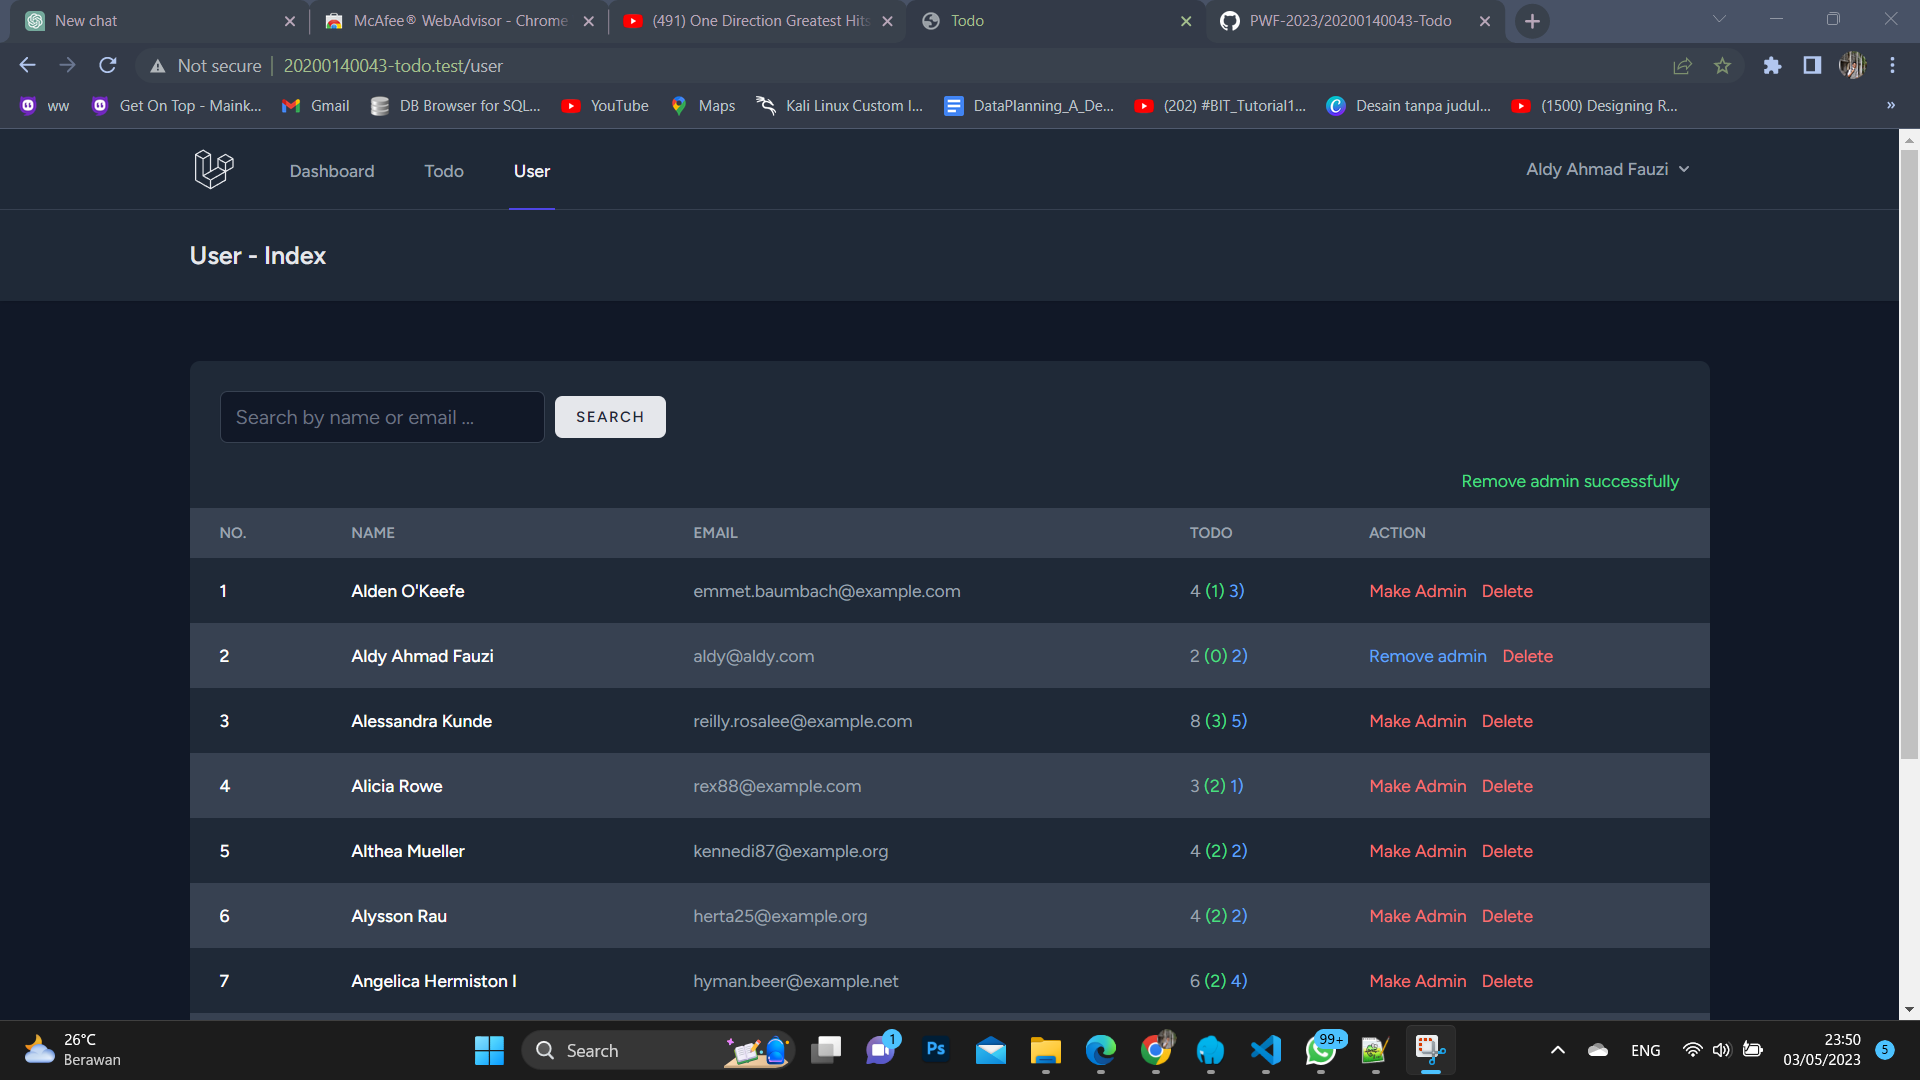 New chat
McAfee® WebAdvisor - Chrome
(491) One Direction Greatest Hits
Todo
PWF-2023/20200140043-Todo
Not secure | 20200140043-todo.test/user
ww
Get On Top - Maink...
Gmail
DB Browser for SQL...
YouTube
Maps
Kali Linux Custom I...
DataPlanning_A_De...
(202) #BIT_Tutorial1...
Desain tanpa judul...
(1500) Designing R...
»
Dashboard Todo User Aldy Ahmad Fauzi
User - Index
Search by name or email ... SEARCH
Remove admin successfully
NO. NAME EMAIL TODO ACTION
1 Alden O'Keefe emmet.baumbach@example.com 4 (1) 3) Make Admin Delete
2 Aldy Ahmad Fauzi aldy@aldy.com 2 (0) 2) Remove admin Delete
3 Alessandra Kunde reilly.rosalee@example.com 8 (3) 5) Make Admin Delete
4 Alicia Rowe rex88@example.com 3 (2) 1) Make Admin Delete
5 Althea Mueller kennedi87@example.org 4 (2) 2) Make Admin Delete
6 Alysson Rau herta25@example.org 4 (2) 2) Make Admin Delete
7 Angelica Hermiston I hyman.beer@example.net 6 (2) 4) Make Admin Delete
26°C
Berawan
Search
1
Ps
99+
ENG
23:50
03/05/2023
5